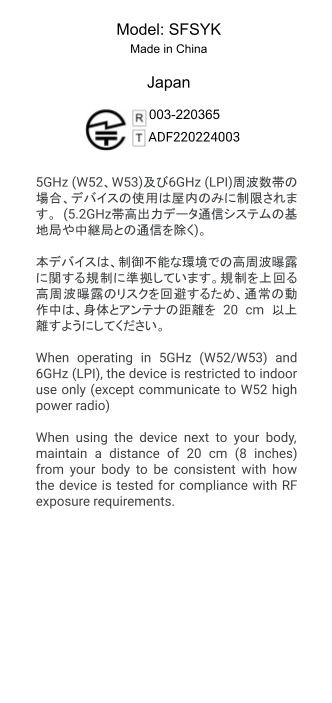 Model: SFSYK
Made in China
Japan
R 003-220365
T ADF220224003
5GHz (W52、W53)及び6GHz (LPI)周波数帯の
場合、デバイスの使用は屋内のみに制限されま
す。 (5.2GHz帯高出力データ通信システムの基
地局や中継局との通信を除く)。
本デバイスは、制御不能な環境での高周波曝露
に関する規制に準拠しています。規制を上回る
高周波曝露のリスクを回避するため、通常の動
作中は、身体とアンテナの距離を 20 cm 以上
離すようにしてください。
When operating in 5GHz (W52/W53) and
6GHz (LPI), the device is restricted to indoor
use only (except communicate to W52 high
power radio)
When using the device next to your body,
maintain a distance of 20 cm (8 inches)
from your body to be consistent with how
the device is tested for compliance with RF
exposure requirements.